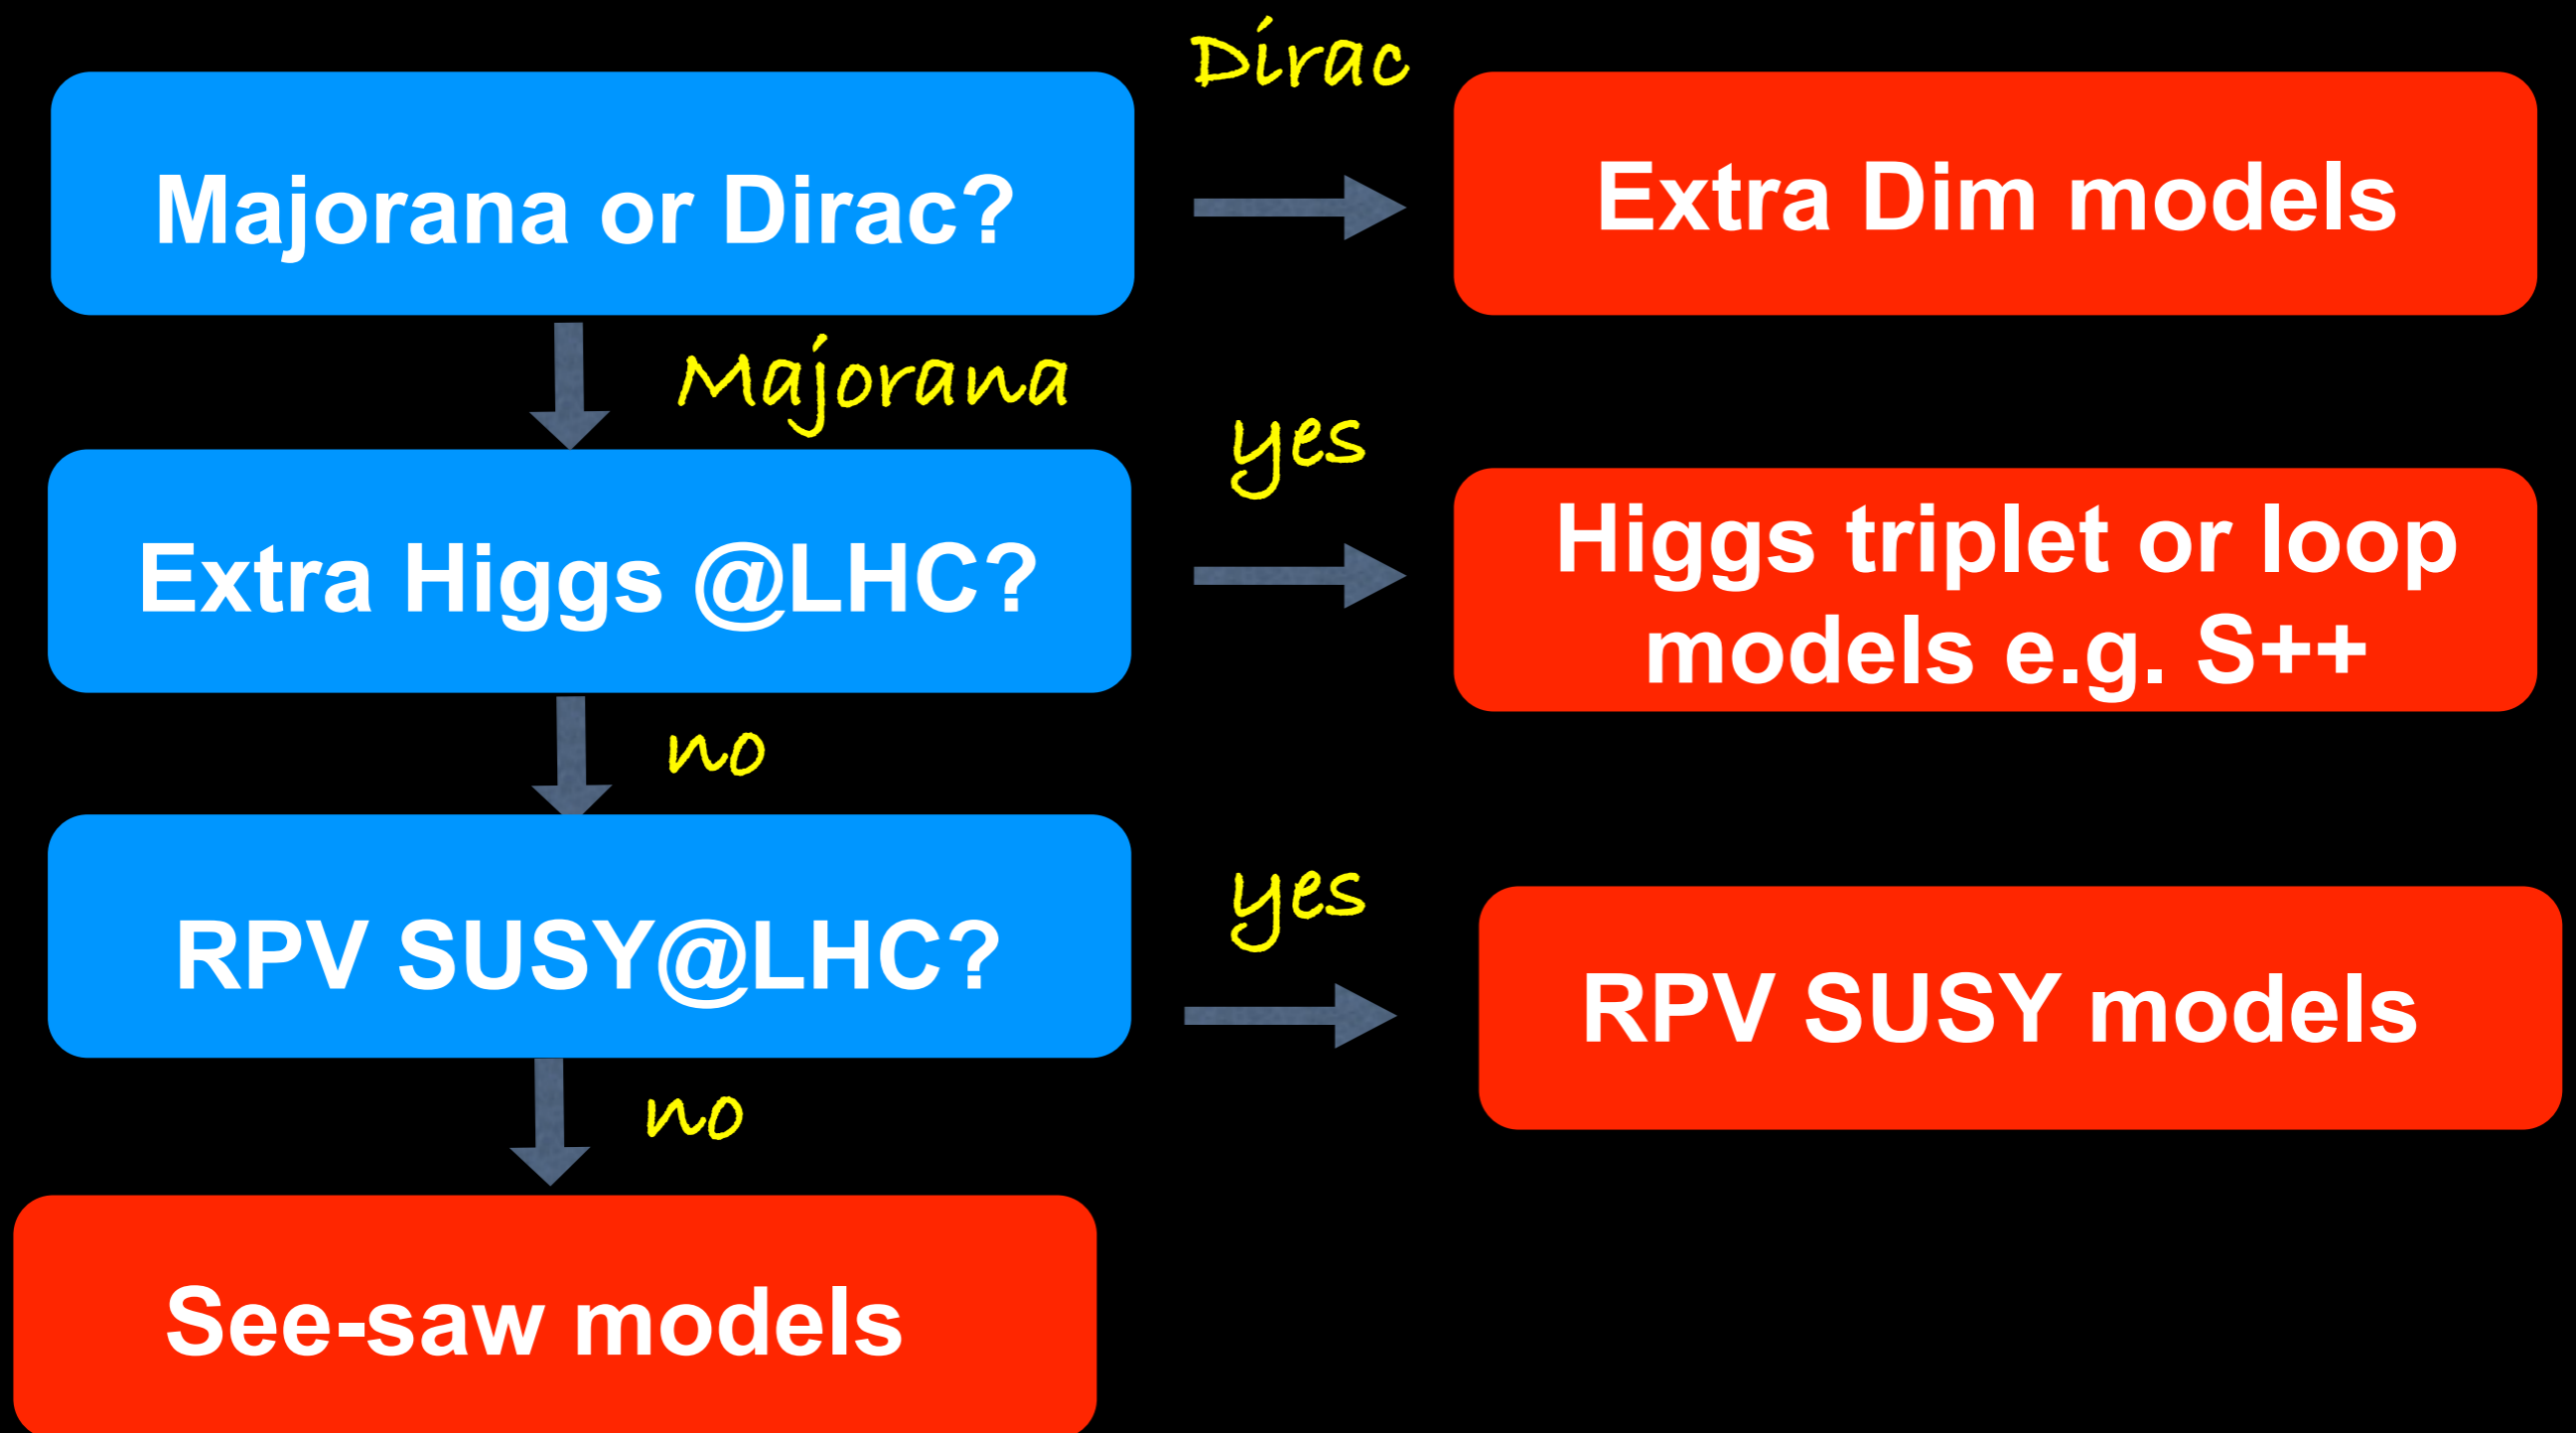 Dirac
Majorana or Dirac?
Extra Dim models
Majorana
yes
Extra Higgs @LHC?
Higgs triplet or loop
models e.g. S++
no
yes
RPV SUSY@LHC?
RPV SUSY models
no
See-saw models